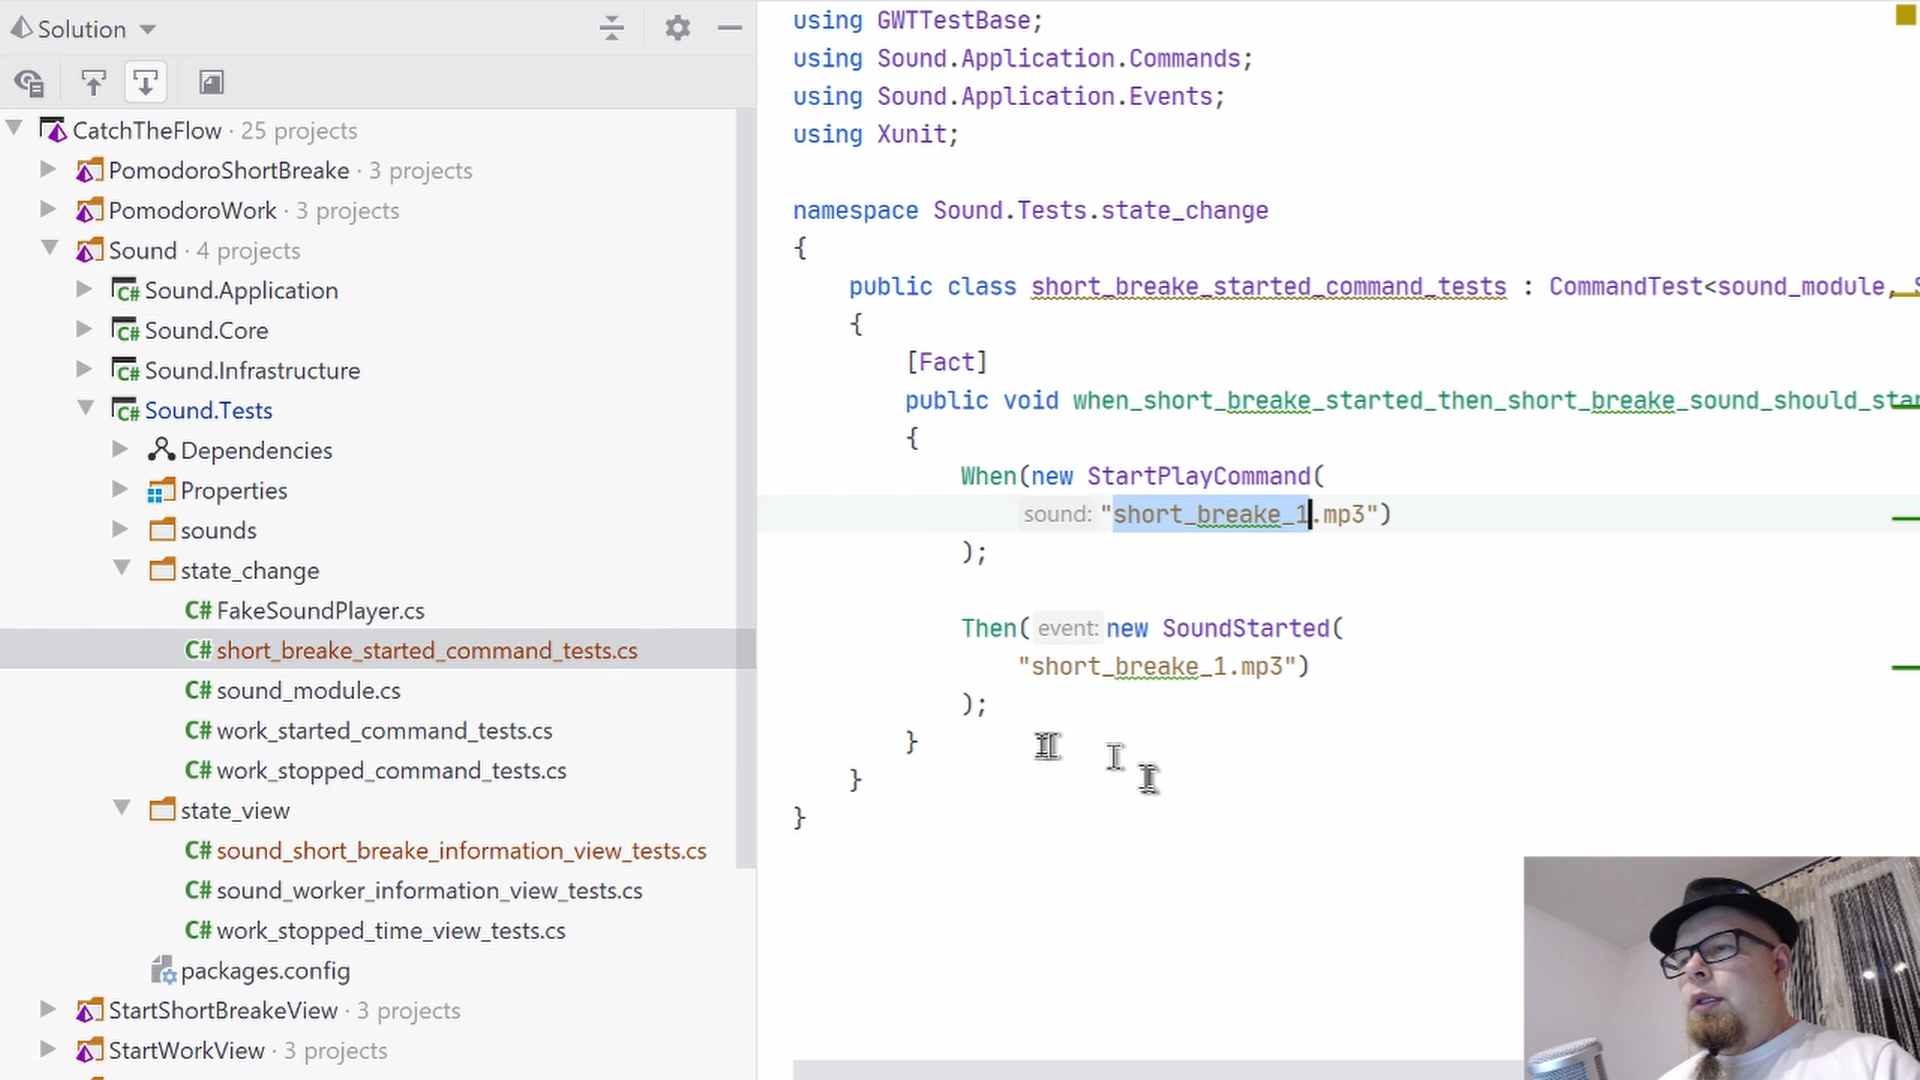 Solution
CatchTheFlow · 25 projects
PomodoroShortBreake · 3 projects
PomodoroWork · 3 projects
Sound · 4 projects
C# Sound.Application
C# Sound.Core
C# Sound.Infrastructure
C# Sound.Tests
Dependencies
Properties
sounds
state_change
C# FakeSoundPlayer.cs
C# short_breake_started_command_tests.cs
C# sound_module.cs
C# work_started_command_tests.cs
C# work_stopped_command_tests.cs
state_view
C# sound_short_breake_information_view_tests.cs
C# sound_worker_information_view_tests.cs
C# work_stopped_time_view_tests.cs
packages.config
StartShortBreakeView · 3 projects
StartWorkView · 3 projects
using GWTTestBase;
using Sound.Application.Commands;
using Sound.Application.Events;
using Xunit;
namespace Sound.Tests.state_change
{
public class short_breake_started_command_tests : CommandTest<sound_module,
{
[Fact]
public void when_short_breake_started_then_short_breake_sound_should_star
{
When(new StartPlayCommand(
sound: "short_breake_1.mp3")
);
Then( event: new SoundStarted(
"short_breake_1.mp3")
);
}
}
}